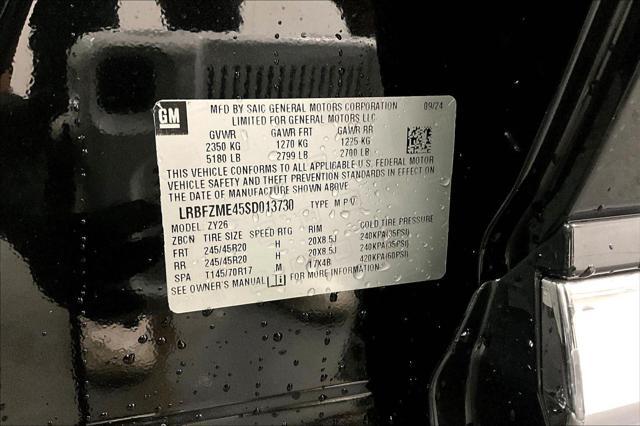 GM
MFD BY SAIC GENERAL MOTORS CORPORATION 09/24
LIMITED FOR GENERAL MOTORS LLC
GVWR GAWR FRT GAWR RR
2350 KG 1270 KG 1225 KG
5180 LB 2799 LB 2700 LB
THIS VEHICLE CONFORMS TO ALL APPLICABLE U.S. FEDERAL MOTOR
VEHICLE SAFETY AND THEFT PREVENTION STANDARDS IN EFFECT ON
THE DATE OF MANUFACTURE SHOWN ABOVE
LRBFZME45SD013730 TYPE M P V
MODEL ZY26
ZBCN TIRE SIZE SPEED RTG RIM COLD TIRE PRESSURE
FRT 245/45R20 H 20X8.5J 240KPA(35PSI)
RR 245/45R20 H 20X8.5J 240KPA(35PSI)
SPA T145/70R17 M 17X4B 420KPA(60PSI)
SEE OWNER'S MANUAL FOR MORE INFORMATION